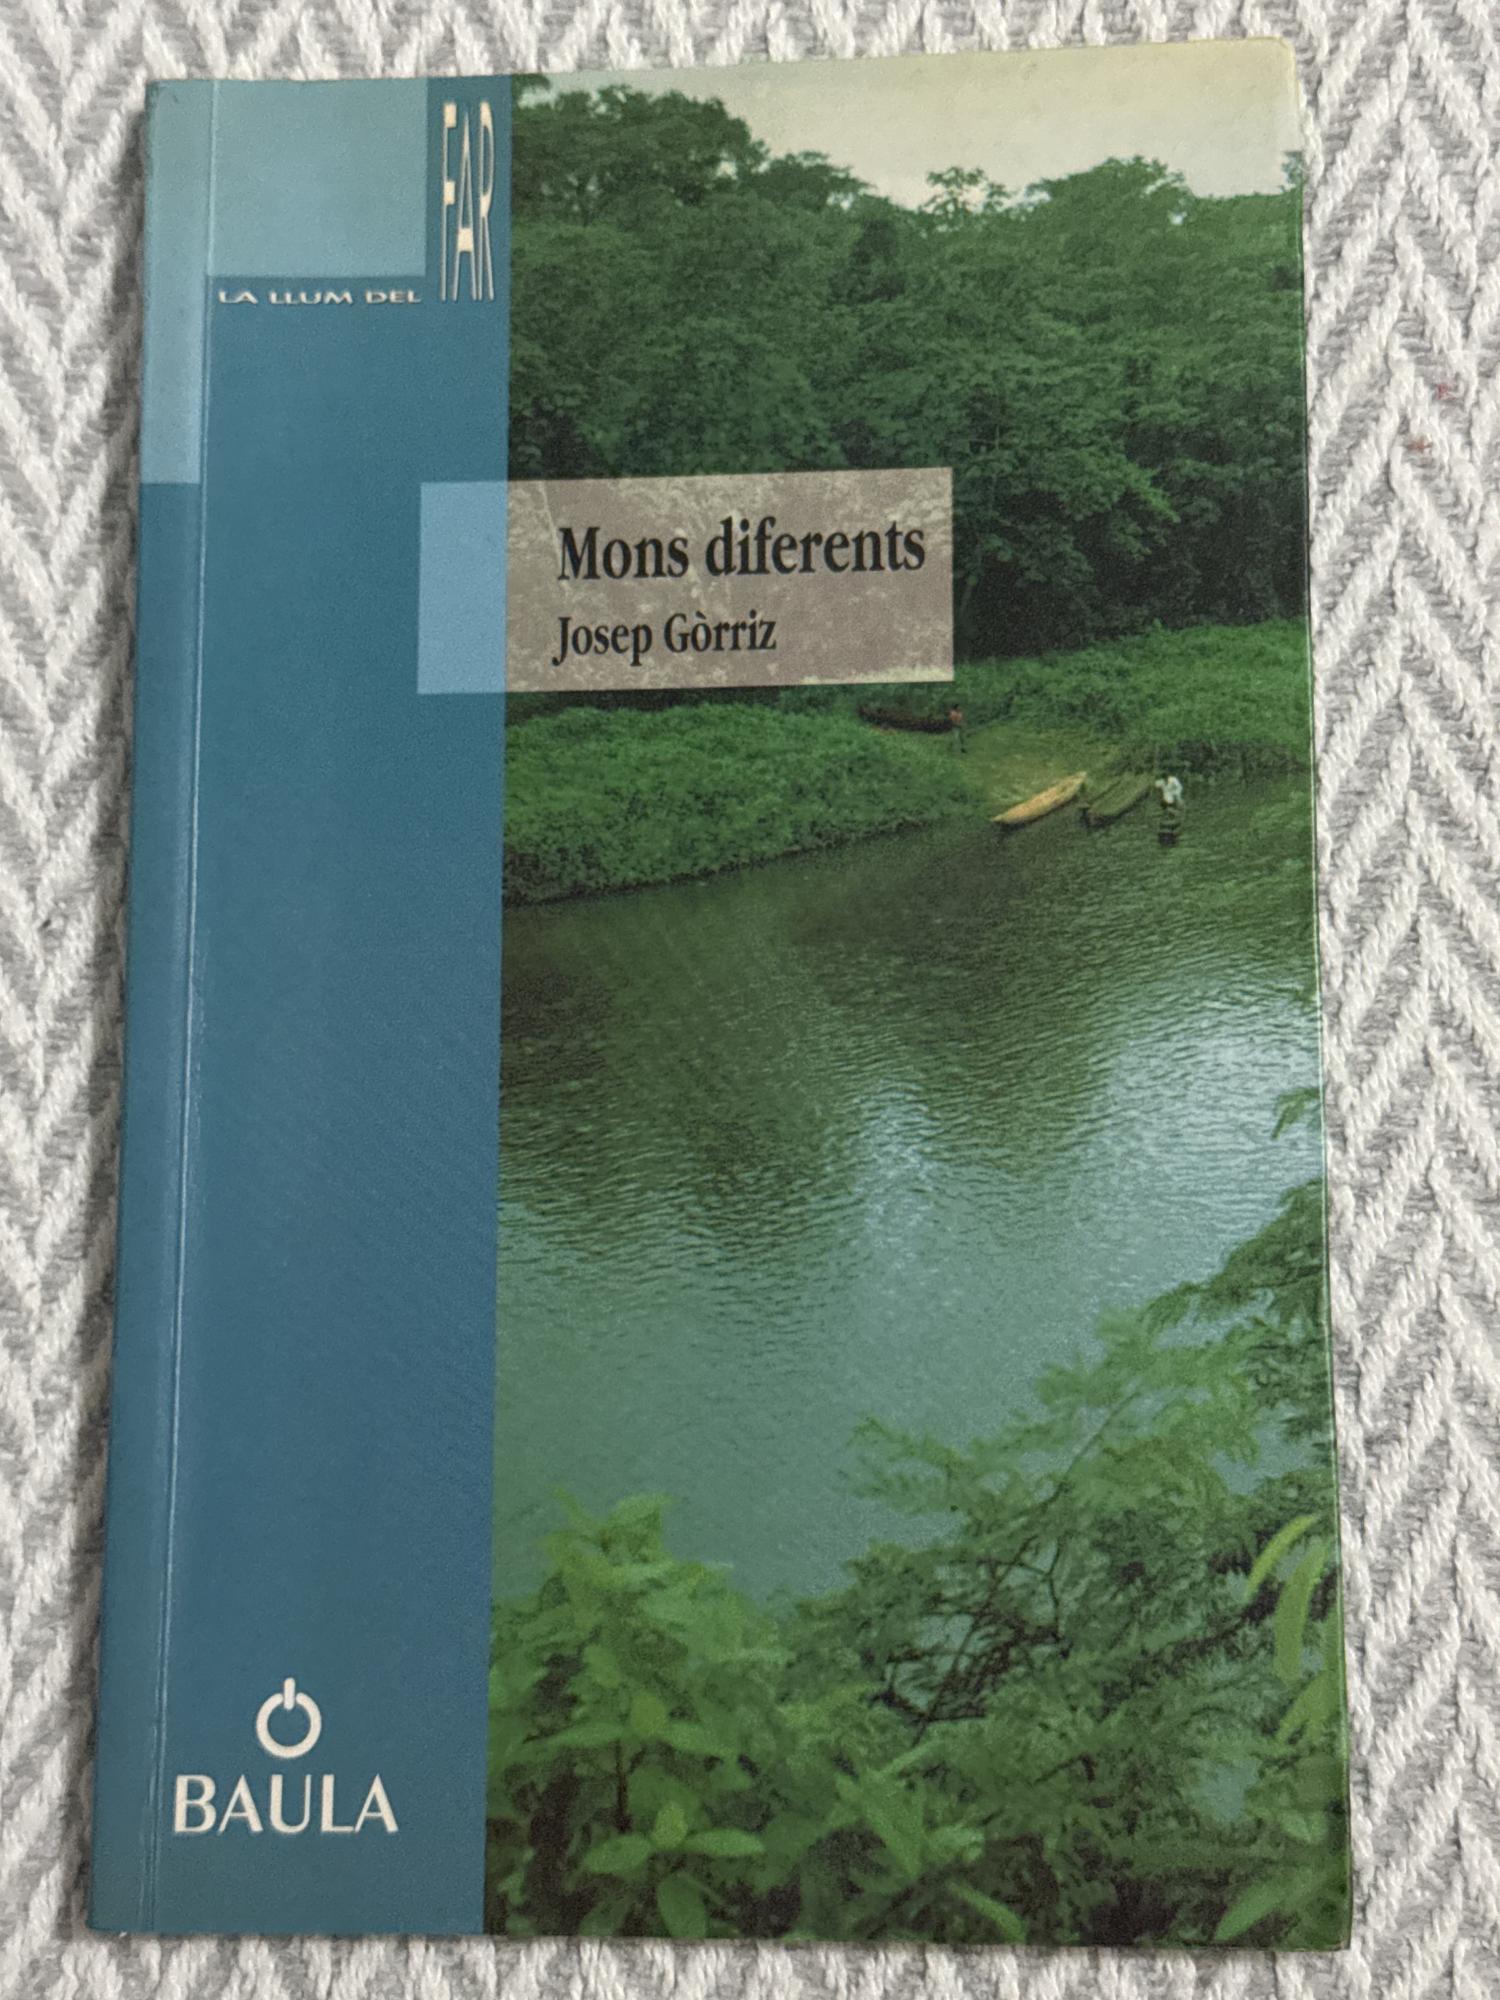 LA LLUM DEL FAR
Mons diferents
Josep Gòrriz
BAULA